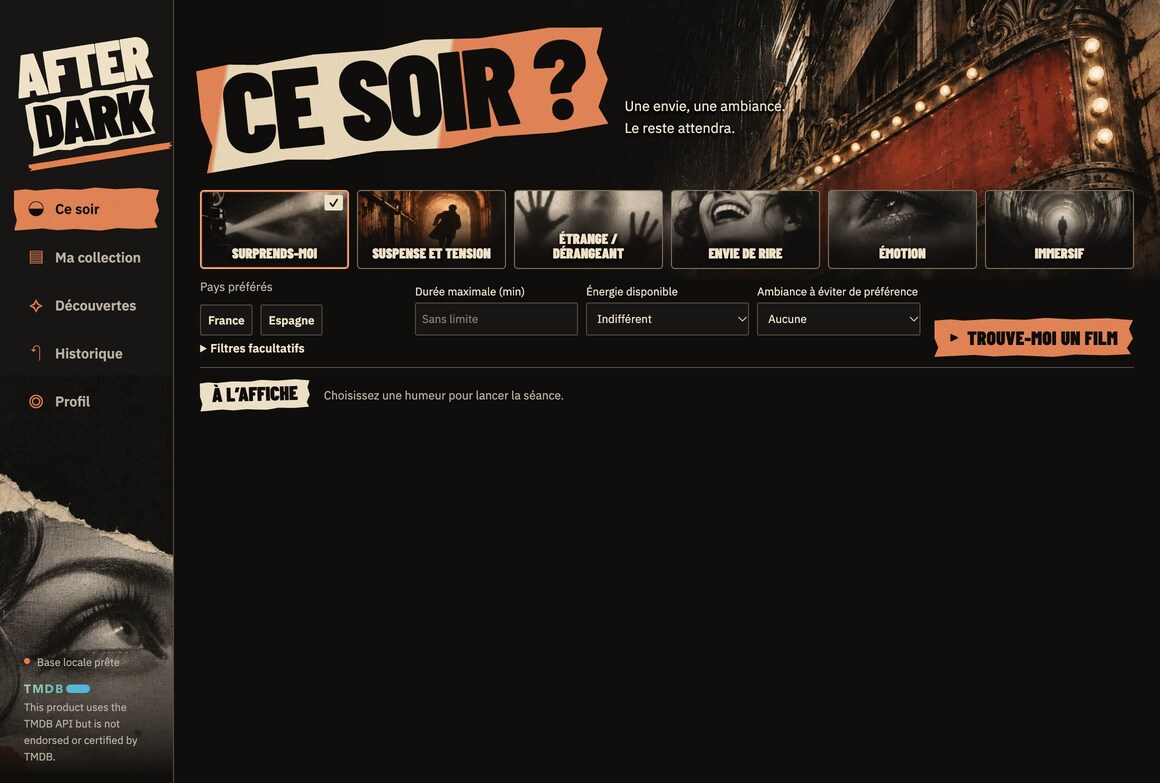 AFTER
DARK
Ce soir
Ma collection
Découvertes
Historique
Profil
Base locale prête
TMDB
This product uses the
TMDB API but is not
endorsed or certified by
TMDB.
CE SOIR ?
Une envie, une ambiance.
Le reste attendra.
SURPRENDS-MOI
SUSPENSE ET TENSION
ÉTRANGE /
DÉRANGEANT
ENVIE DE RIRE
ÉMOTION
IMMERSIF
Pays préférés
France
Espagne
Filtres facultatifs
Durée maximale (min)
Sans limite
Énergie disponible
Indifférent
Ambiance à éviter de préférence
Aucune
TROUVE-MOI UN FILM
À L'AFFICHE
Choisissez une humeur pour lancer la séance.